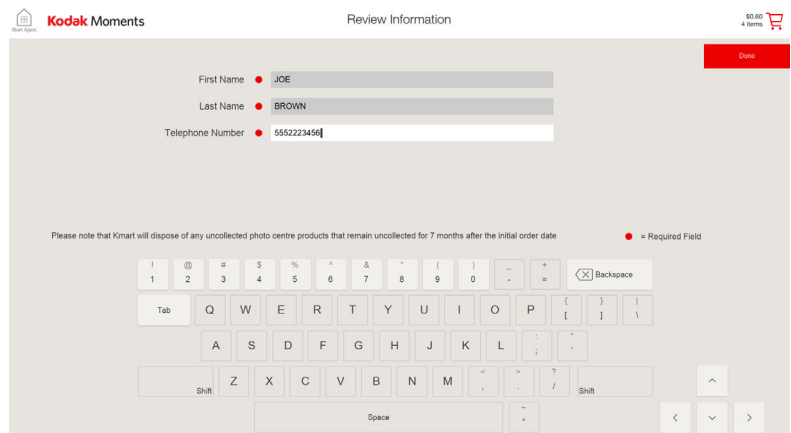 Start Again
Kodak Moments
Review Information
$0.60
4 items
Done
First Name JOE
Last Name BROWN
Telephone Number 5552223456
Please note that Kmart will dispose of any uncollected photo centre products that remain uncollected for 7 months after the initial order date
= Required Field
! @ # $ % ^ & * ( ) _ +
1 2 3 4 5 6 7 8 9 0 - = Backspace
{ } |
Tab Q W E R T Y U I O P [ ] \
:
A S D F G H J K L ;
< > ?
Shift Z X C V B N M , . / Shift
Space